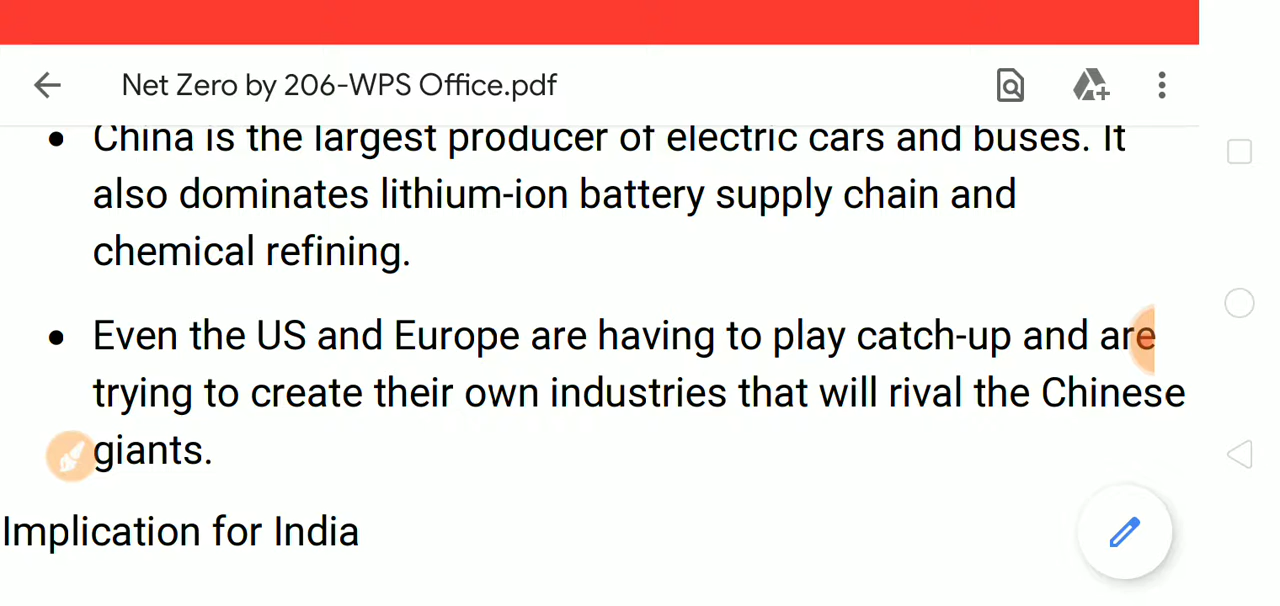 Net Zero by 206-WPS Office.pdf
• China is the largest producer of electric cars and buses. It
also dominates lithium-ion battery supply chain and
chemical refining.
• Even the US and Europe are having to play catch-up and are
trying to create their own industries that will rival the Chinese
giants.
Implication for India